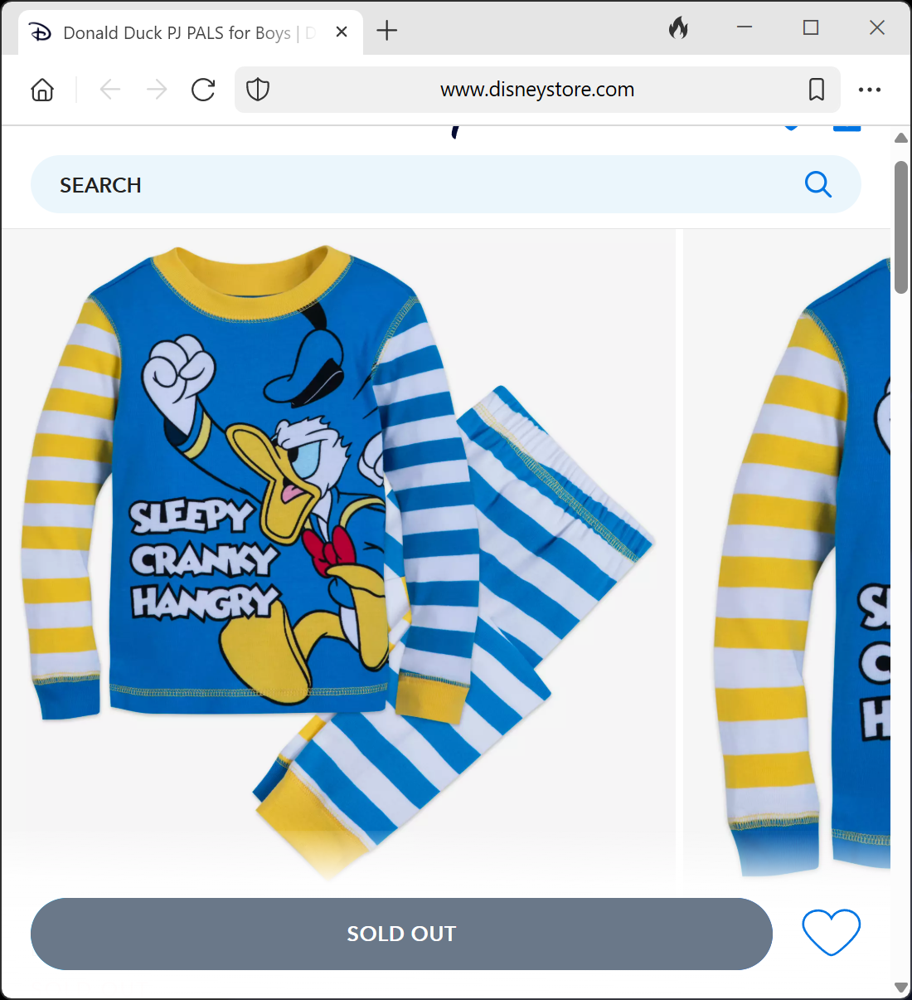 Donald Duck PJ PALS for Boys | D
www.disneystore.com
SEARCH
SLEEPY
CRANKY
HANGRY
S
C
H
SOLD OUT